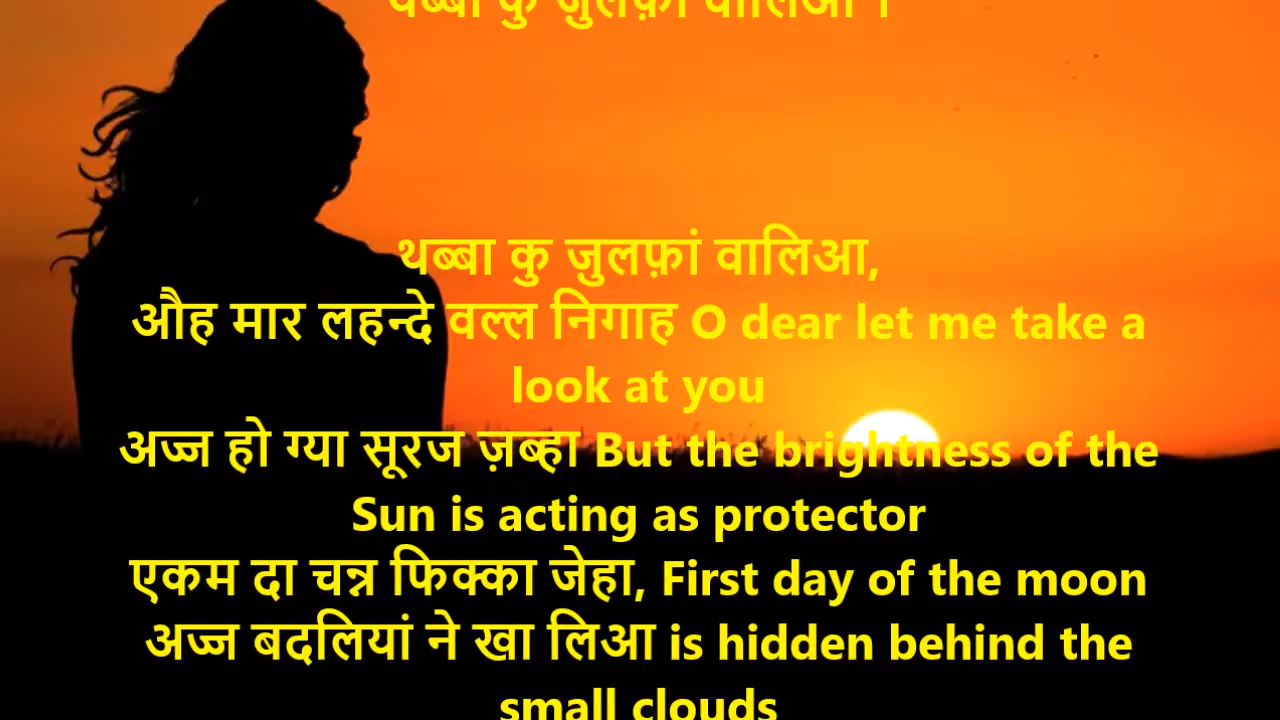 थब्बा कु ज़ुलफ़ां वालिआ ।
थब्बा कु जुलफ़ां वालिआ,
औह मार लहन्दे वल्ल निगाह O dear let me take a
look at you
अज्ज हो ग्या सूरज ज़ब्हा But the brightness of the
Sun is acting as protector
एकम दा चन्न फिक्का जेहा, First day of the moon
अज्ज बदलियां ने खा लिआ is hidden behind the
small clouds